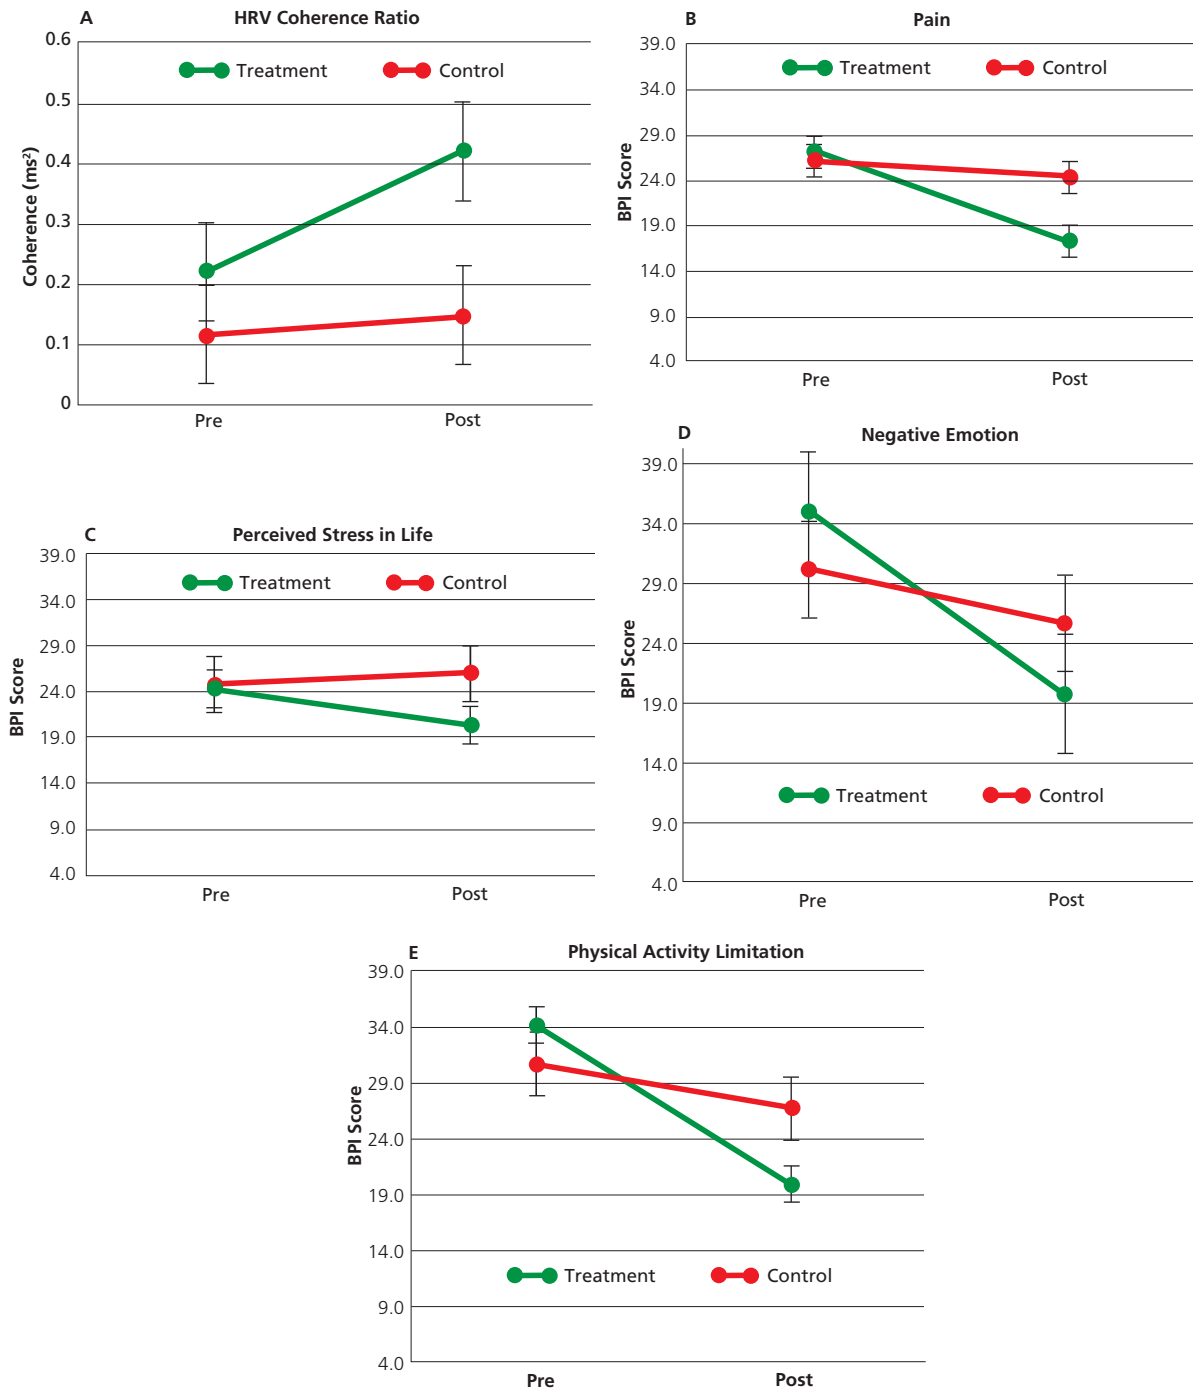 A HRV Coherence Ratio
0.6
0.5
0.4
0.3
0.2
0.1
0
Coherence (ms²)
Treatment Control
Pre Post
B Pain
39.0
34.0
29.0
24.0
19.0
14.0
9.0
4.0
BPI Score
Treatment Control
Pre Post
C Perceived Stress in Life
39.0
34.0
29.0
24.0
19.0
14.0
9.0
4.0
BPI Score
Treatment Control
Pre Post
D Negative Emotion
39.0
34.0
29.0
24.0
19.0
14.0
9.0
4.0
BPI Score
Treatment Control
Pre Post
E Physical Activity Limitation
39.0
34.0
29.0
24.0
19.0
14.0
9.0
4.0
BPI Score
Treatment Control
Pre Post